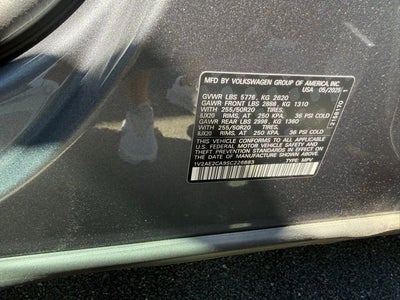 MFD. BY VOLKSWAGEN GROUP OF AMERICA, INC.
USA 05/2025
GVWR LBS 5776, KG 2620
GAWR FRONT LBS 2888, KG 1310
WITH 255/50R20 TIRES,
8JX20 RIMS, AT 250 KPA, 36 PSI COLD
GAWR REAR LBS 2998, KG 1360
WITH 255/50R20 TIRES,
8JX20 RIMS, AT 250 KPA, 36 PSI COLD
THIS VEHICLE CONFORMS TO ALL APPLICABLE
U.S. FEDERAL MOTOR VEHICLE SAFETY AND
THEFT PREVENTION STANDARDS IN EFFECT ON THE
DATE OF MANUFACTURE SHOWN ABOVE.
1V2AE2CA9SC226883 TYPE: MPV